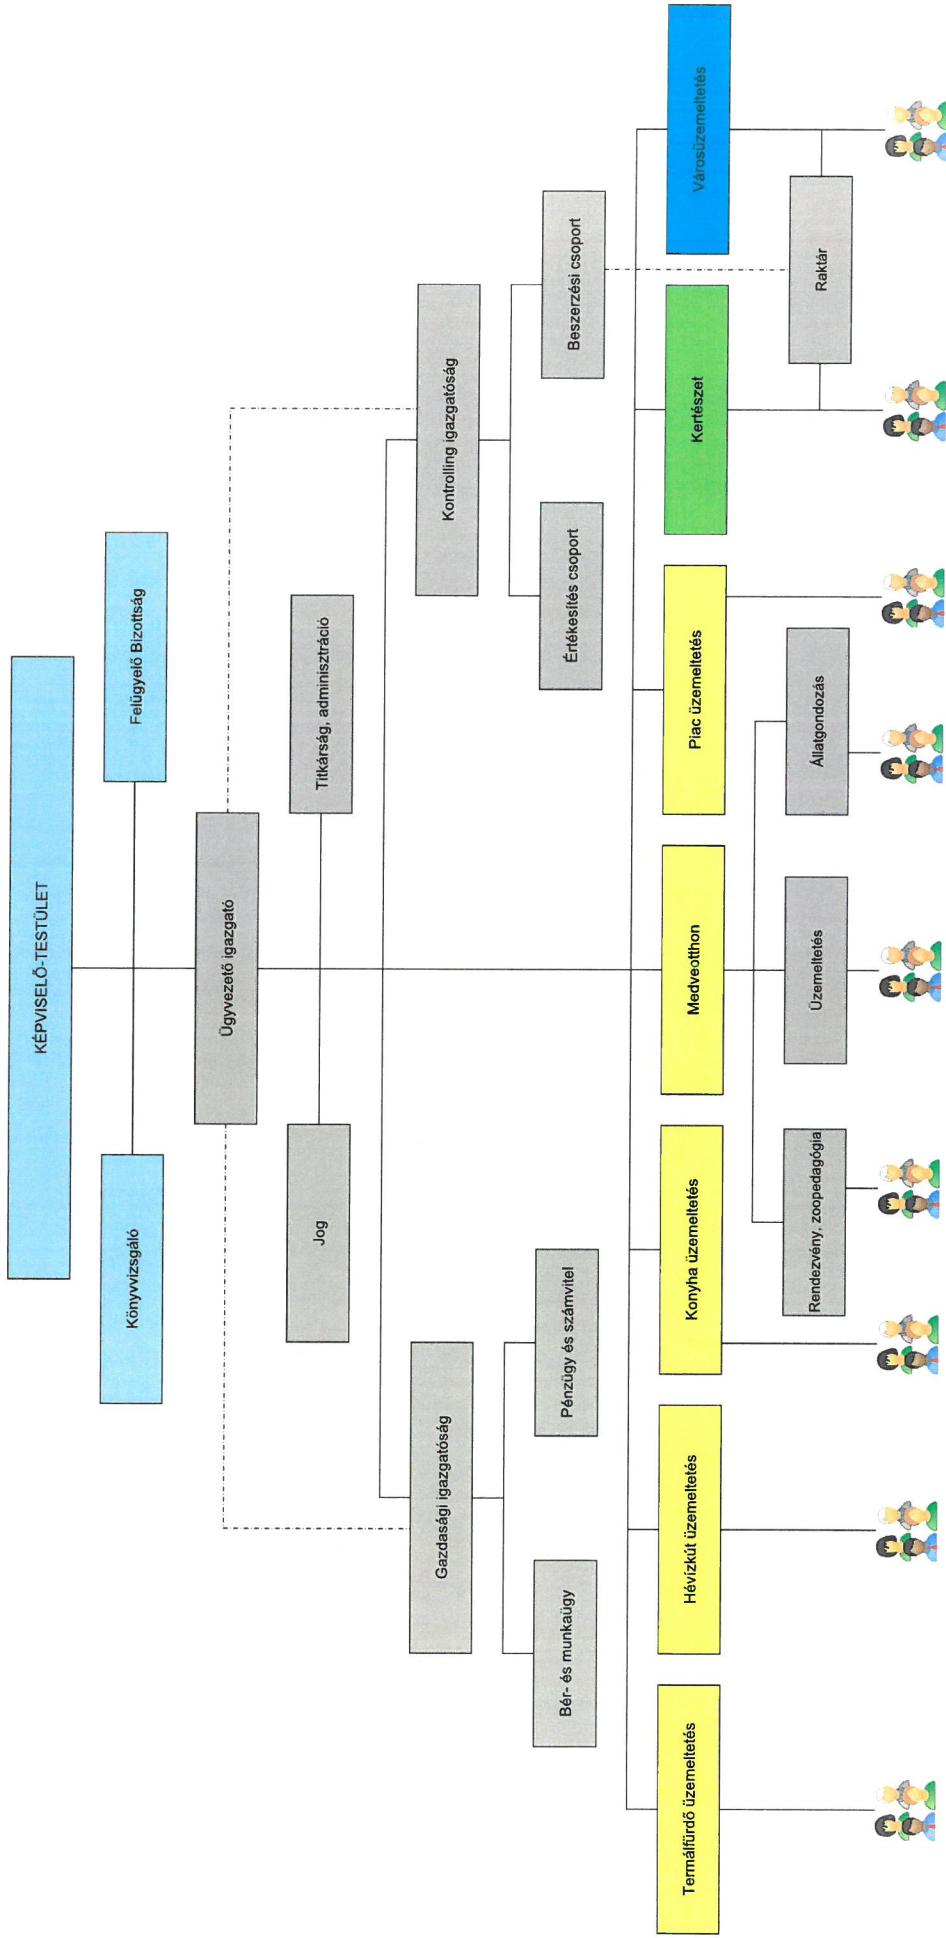 KÉPVISELŐ-TESTÜLET
Könyvvizsgáló
Felügyelő Bizottság
Ügyvezető igazgató
Jog
Titkárság, adminisztráció
Gazdasági igazgatóság
Kontrolling igazgatóság
Bér- és munkaügy
Pénzügy és számvitel
Értékesítés csoport
Beszerzési csoport
Termálfürdő üzemeltetés
Hévízkút üzemeltetés
Konyha üzemeltetés
Medveotthon
Piac üzemeltetés
Kertészet
Városüzemeltetés
Rendezvény, zoopedagógia
Üzemeltetés
Állatgondozás
Raktár